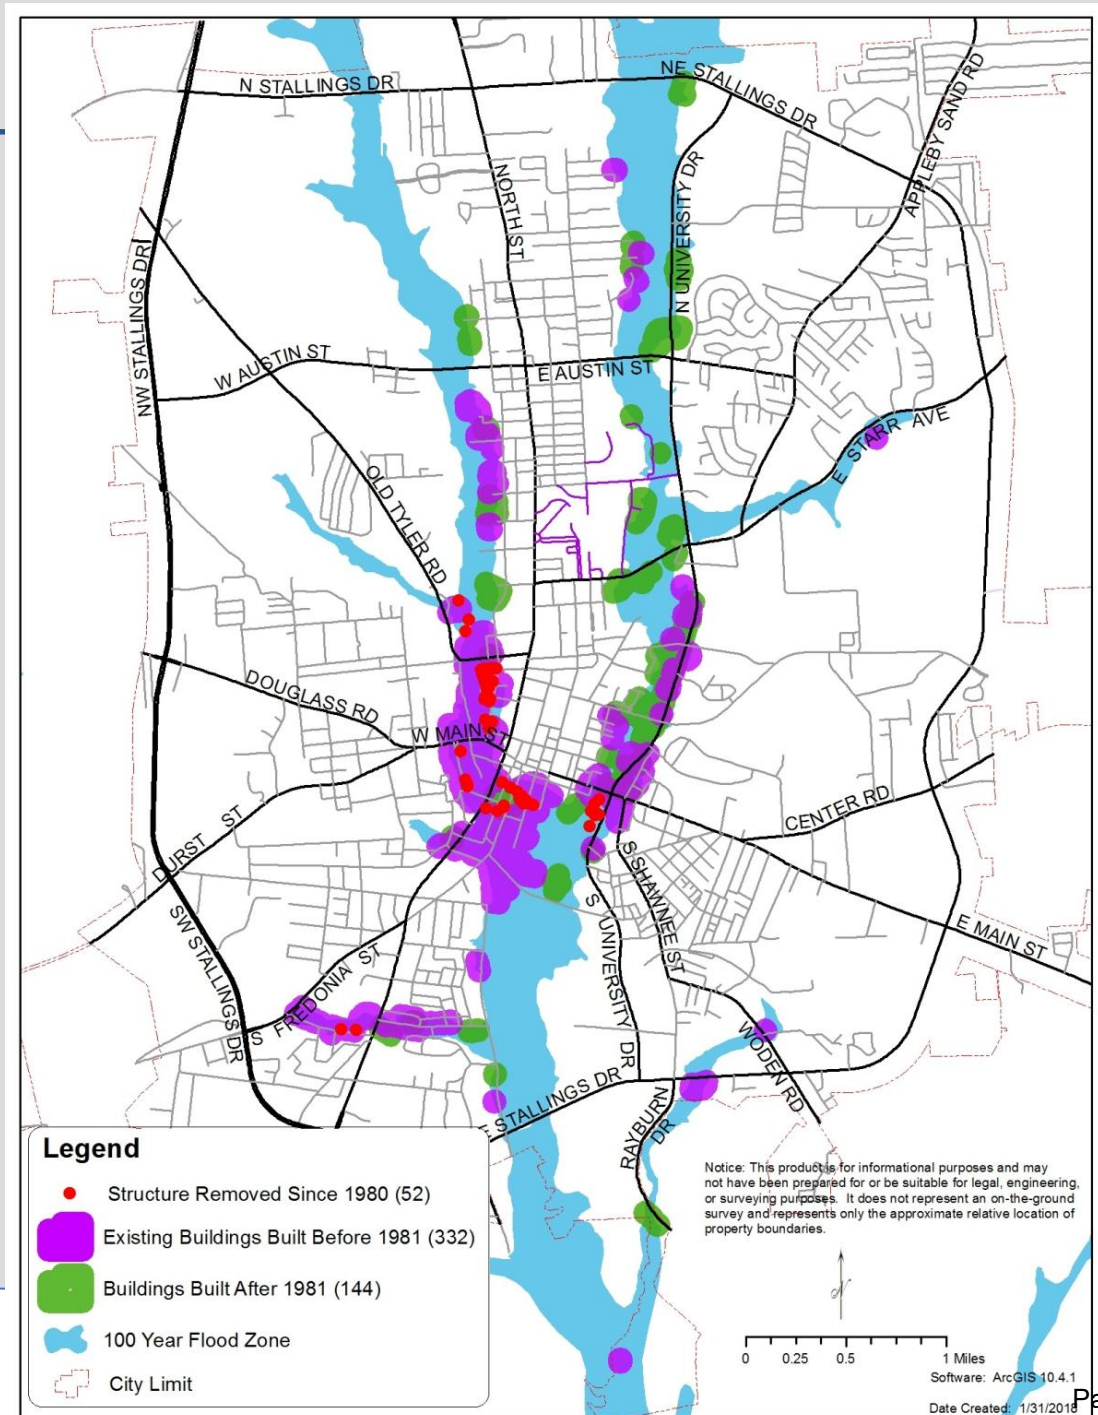 N STALLINGS DR
NE STALLINGS DR
APPLEBY SAND RD
NORTH ST
N UNIVERSITY DR
NW STALLINGS DR
W AUSTIN ST
E AUSTIN ST
E STARR AVE
OLD TYLER RD
DOUGLASS RD
W MAIN ST
CENTER RD
DURST ST
S SHAWNEE ST
S UNIVERSITY DR
E MAIN ST
SW STALLINGS DR
S FREDONIA ST
WODEN RD
STALLINGS DR
RAYBURN DR
Legend
Structure Removed Since 1980 (52)
Existing Buildings Built Before 1981 (332)
Buildings Built After 1981 (144)
100 Year Flood Zone
City Limit
Notice: This product is for informational purposes and may
not have been prepared for or be suitable for legal, engineering,
or surveying purposes. It does not represent an on-the-ground
survey and represents only the approximate relative location of
property boundaries.
N
0 0.25 0.5 1 Miles
Software: ArcGIS 10.4.1
Date Created: 1/31/2018